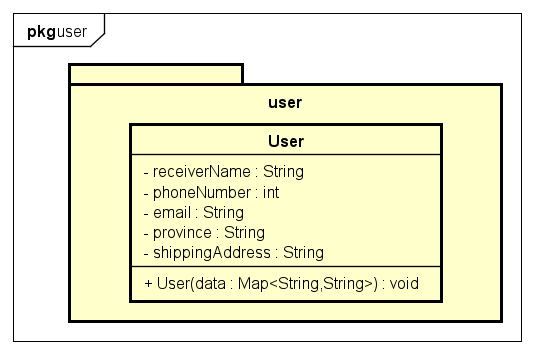 pkg user
user
User
- receiverName : String
- phoneNumber : int
- email : String
- province : String
- shippingAddress : String
+ User(data : Map<String,String>) : void